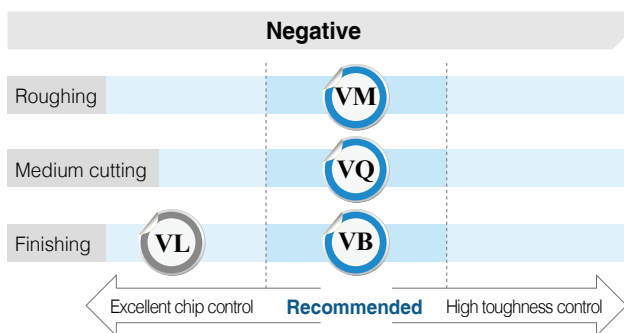 Negative
Roughing
VM
Medium cutting
VQ
Finishing
VL
VB
Excellent chip control
Recommended
High toughness control